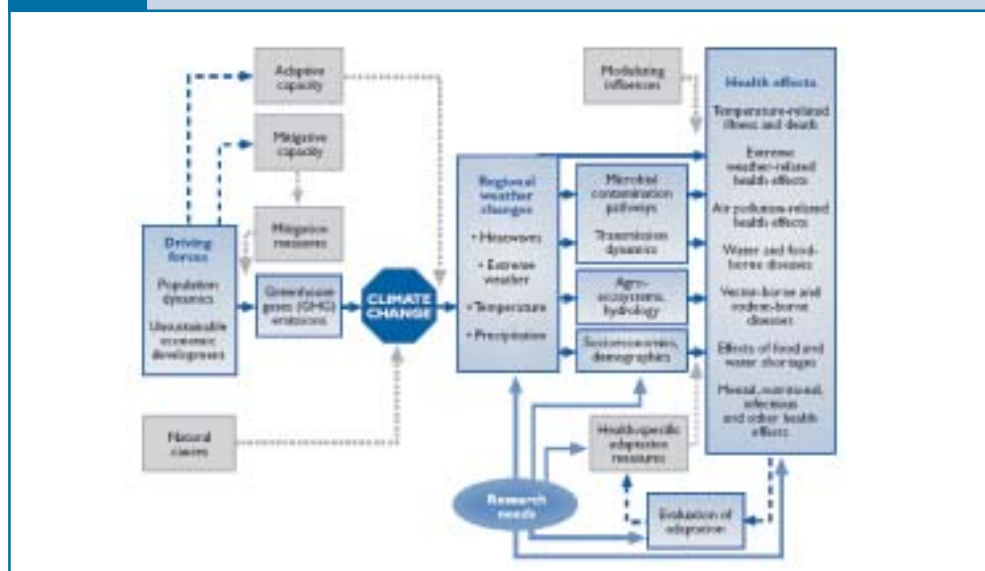 Adaptive
capacity
Mitigative
capacity
Mitigation
measures
Driving
forces
Population
dynamics
Unsustainable
economic
development
Greenhouse
gases (GHG)
emissions
CLIMATE
CHANGE
Natural
causes
Regional
weather
changes
• Heatwaves
• Extreme
weather
• Temperature
• Precipitation
Modulating
influences
Microbial
contamination
pathways
Transmission
dynamics
Agro-
ecosystems,
hydrology
Socioeconomics,
demographics
Health effects
Temperature-related
illness and death
Extreme
weather-related
health effects
Air pollution-related
health effects
Water and food-
borne diseases
Vector-borne and
rodent-borne
diseases
Effects of food and
water shortages
Mental, nutritional,
infectious
and other health
effects
Health-specific
adaptation
measures
Research
needs
Evaluation of
adaptation